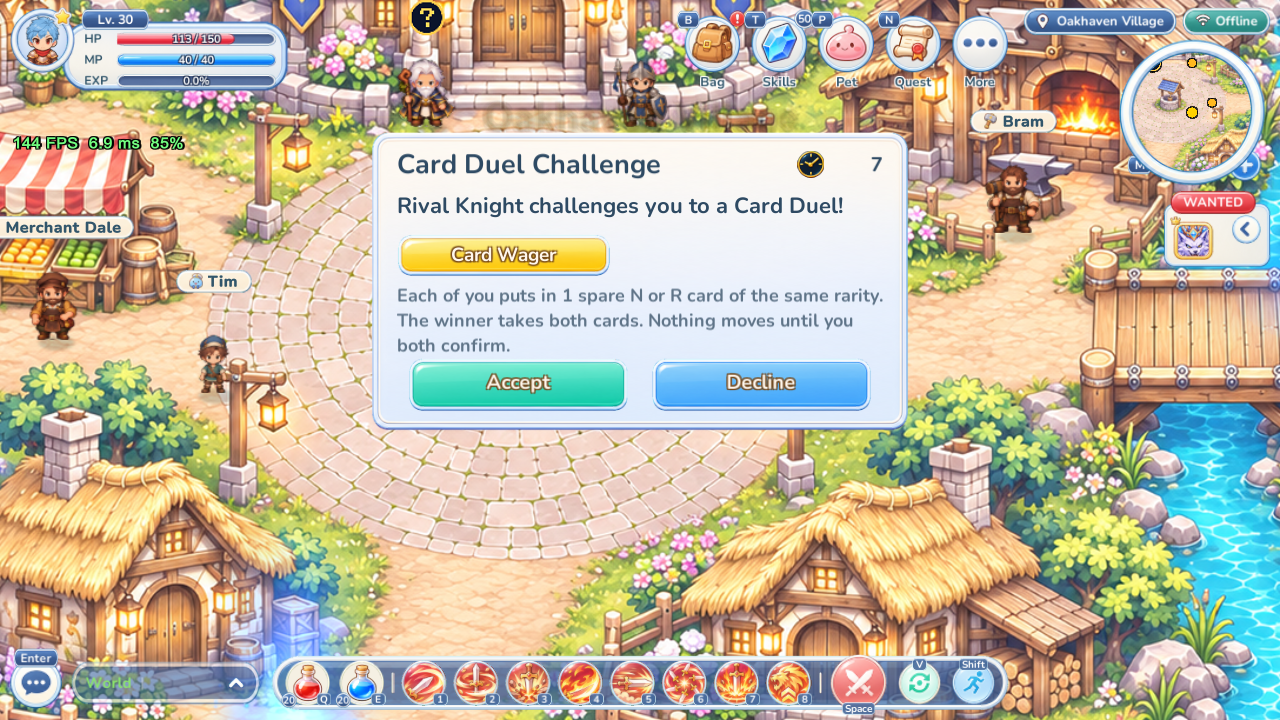 Lv. 30
HP 113 / 150
MP 40 / 40
EXP 0.0%
144 FPS 6.9 ms 85%
?
B ! T 50 P N
Bag Skills Pet Quest More
Oakhaven Village
Offline
Bram
M
WANTED
Merchant Dale
Tim
Card Duel Challenge 7
Rival Knight challenges you to a Card Duel!
Card Wager
Each of you puts in 1 spare N or R card of the same rarity.
The winner takes both cards. Nothing moves until you
both confirm.
Accept Decline
Enter
World
20 Q 20 E 1 2 3 4 5 6 7 8
Space
V
Shift